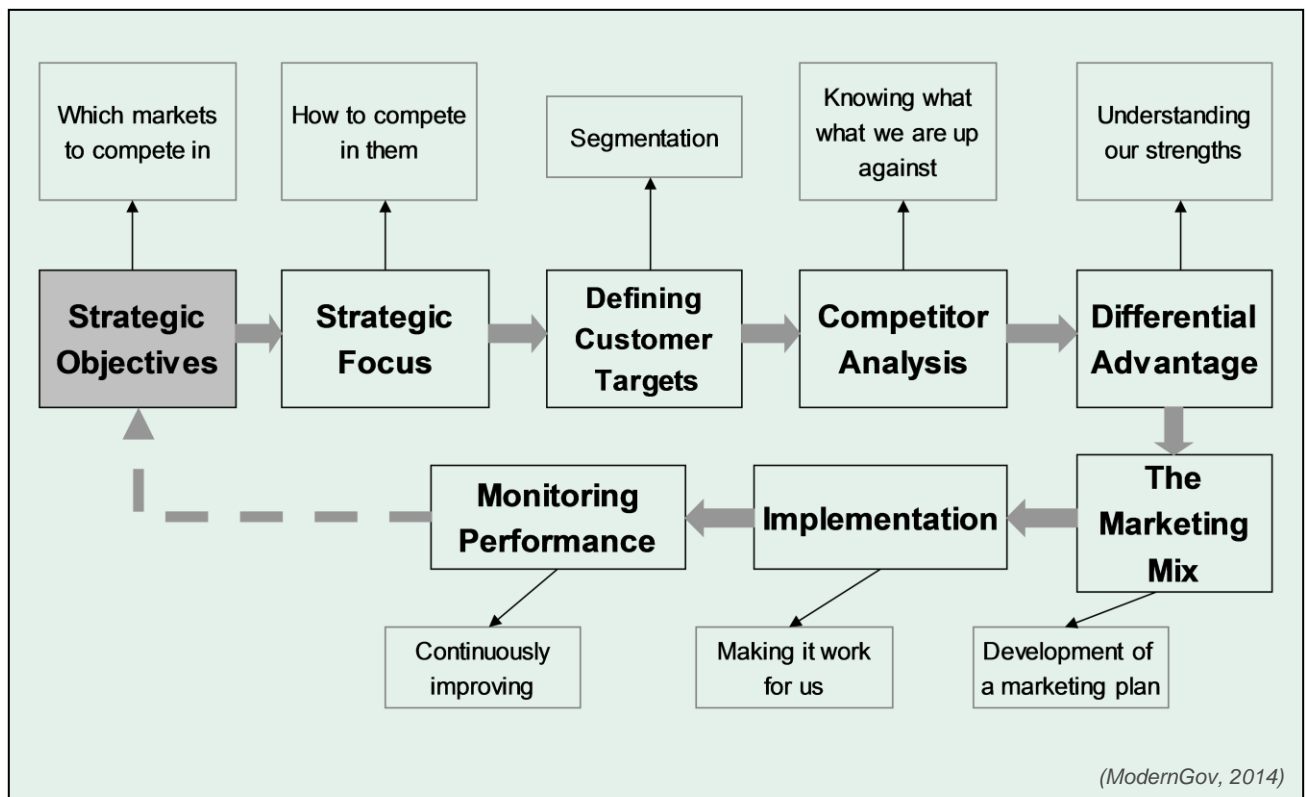 Which markets
to compete in
How to compete
in them
Segmentation
Knowing what
what we are up
against
Understanding
our strengths
Strategic
Objectives
Strategic
Focus
Defining
Customer
Targets
Competitor
Analysis
Differential
Advantage
Monitoring
Performance
Implementation
The
Marketing
Mix
Continuously
improving
Making it work
for us
Development of
a marketing plan
(ModernGov, 2014)